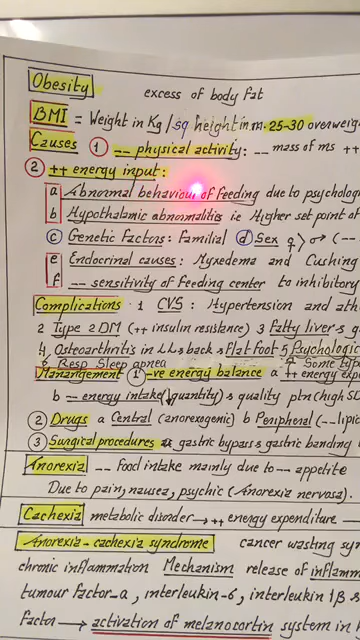 Obesity excess of body fat
BMI = Weight in Kg / sq height in m. 25-30 overweig
Causes 1 -- physical activity: -- mass of ms ++
2 ++ energy input:
a Abnormal behaviour of feeding due to psycholog
b Hypothalamic abnormalities ie Higher set point of
c Genetic Factors: Familial d Sex ♀ > ♂ (--
e Endocrinal causes: Myxedema and Cushing
f -- sensitivity of feeding center to inhibitory
Complications 1 CVS: Hypertension and ath
2 Type 2 DM (++ insulin resistance) 3 Fatty liver & g
4 Osteoarthritis in LLs back & Flat Foot 5 Psychologic
6 Resp Sleep apnea F Some typ
Management 1 -ve energy balance a ++ energy exp
b -- energy intake (↓quantity) & quality ptn (high SD
2 Drugs a Central (anorexogenic) b Peripheral (-- lipi
3 Surgical procedures gastric bypass & gastric banding
Anorexia -- food intake mainly due to -- appetite
Due to pain, nausea, psychic (Anorexia nervosa).
Cachexia metabolic disorder → ++ energy expenditure
Anorexia-cachexia syndrome cancer wasting syn
chronic inflammation Mechanism release of inflamm
tumour factor-a, interleukin-6, interleukin 1β &
factor → activation of melanocortin system in